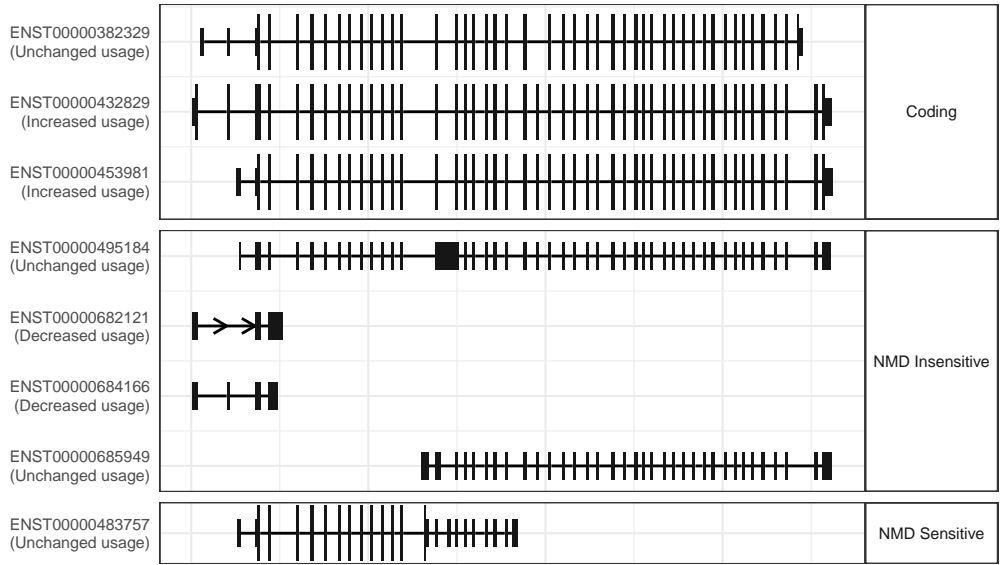 ENST00000382329
(Unchanged usage)
ENST00000432829
(Increased usage)
ENST00000453981
(Increased usage)
Coding
ENST00000495184
(Unchanged usage)
ENST00000682121
(Decreased usage)
ENST00000684166
(Decreased usage)
ENST00000685949
(Unchanged usage)
NMD Insensitive
ENST00000483757
(Unchanged usage)
NMD Sensitive